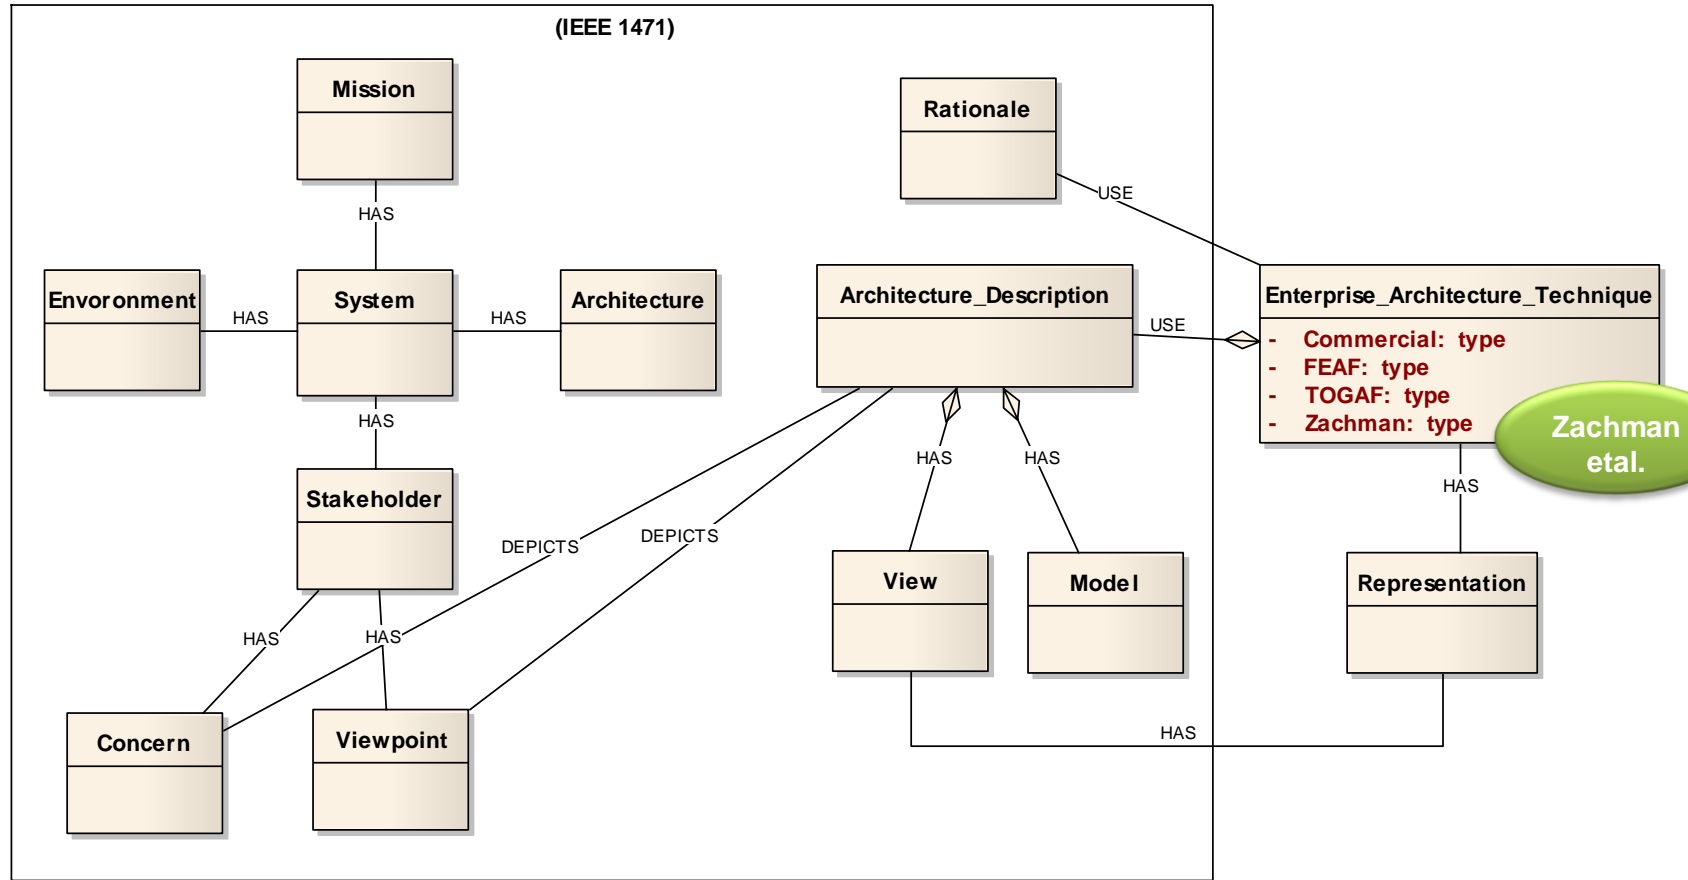 (IEEE 1471)
Mission
Rationale
HAS
USE
Envoronment
System
Architecture
Architecture_Description
Enterprise_Architecture_Technique
HAS
HAS
USE
- Commercial: type
- FEAF: type
- TOGAF: type
- Zachman: type
Zachman
etal.
HAS
HAS
HAS
HAS
Stakeholder
DEPICTS
DEPICTS
View
Model
Representation
HAS
HAS
Concern
Viewpoint
HAS